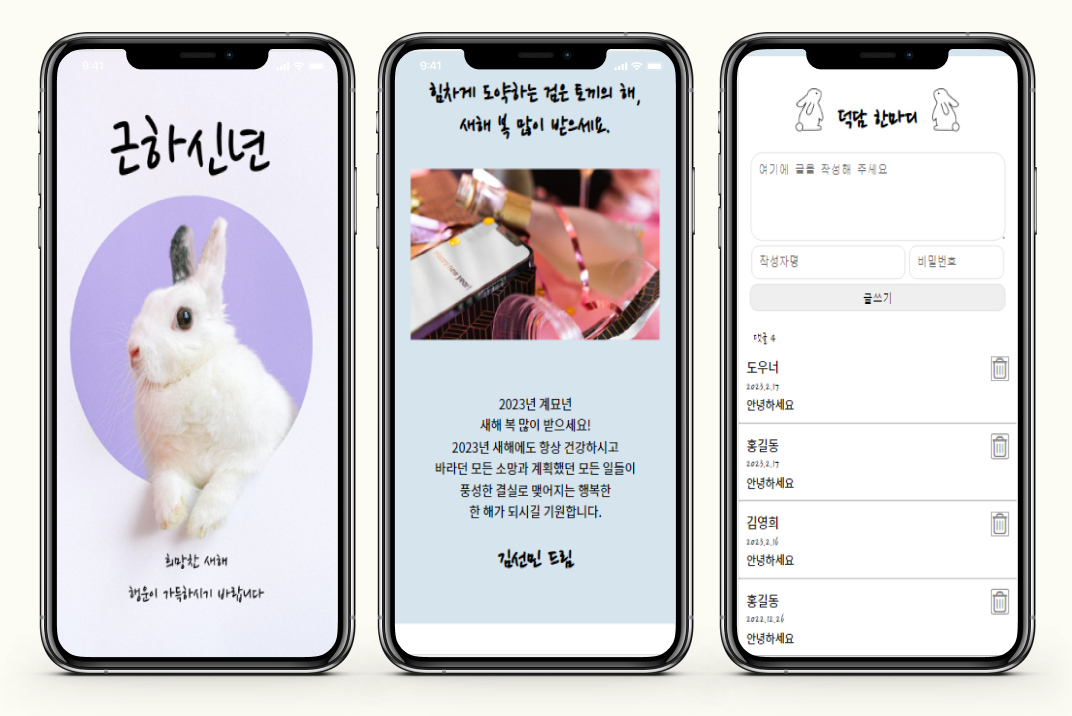 9:41
근하신년
희망찬 새해
행운이 가득하시기 바랍니다
9:41
힘차게 도약하는 검은 토끼의 해,
새해 복 많이 받으세요.
happy new year!
2023년 계묘년
새해 복 많이 받으세요!
2023년 새해에도 항상 건강하시고
바라던 모든 소망과 계획했던 모든 일들이
풍성한 결실로 맺어지는 행복한
한 해가 되시길 기원합니다.
김선민 드림
덕담 한마디
여기에 글을 작성해 주세요
작성자명
비밀번호
글쓰기
댓글 4
도우너
2023.2.17
안녕하세요
홍길동
2023.2.17
안녕하세요
김영희
2023.2.16
안녕하세요
홍길동
2022.12.26
안녕하세요